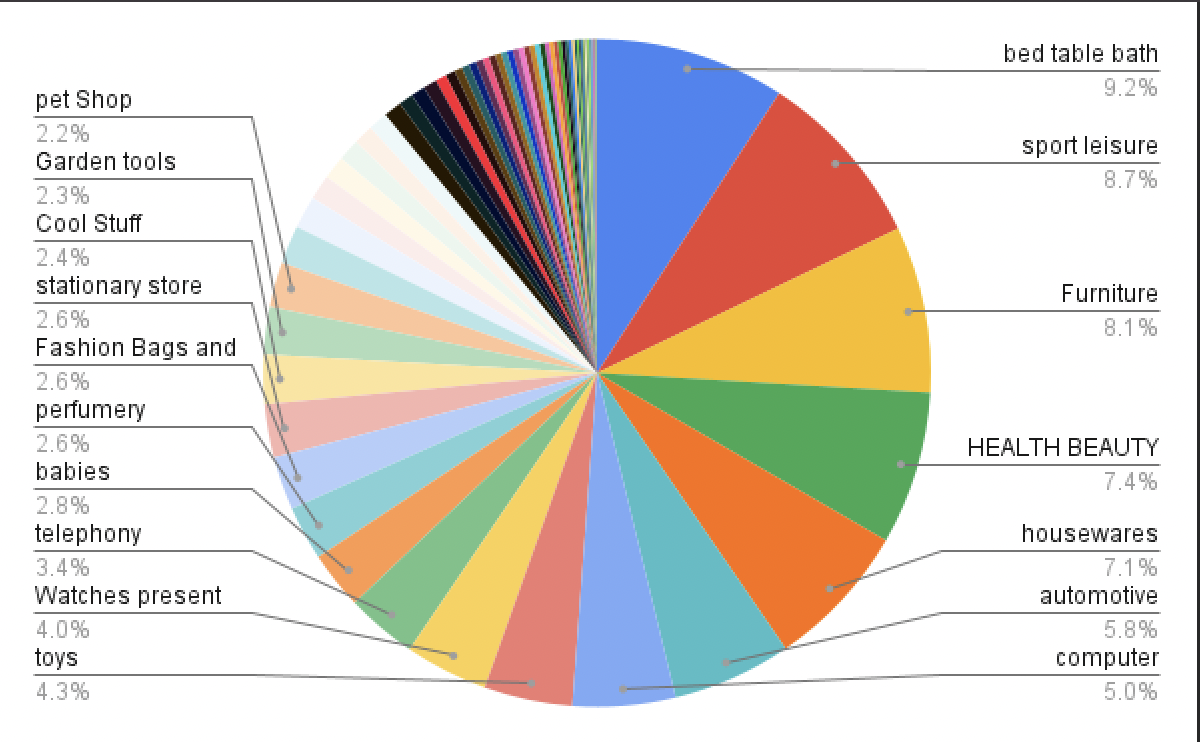 bed table bath
9.2%
sport leisure
8.7%
Furniture
8.1%
HEALTH BEAUTY
7.4%
housewares
7.1%
automotive
5.8%
computer
5.0%
pet Shop
2.2%
Garden tools
2.3%
Cool Stuff
2.4%
stationary store
2.6%
Fashion Bags and
2.6%
perfumery
2.6%
babies
2.8%
telephony
3.4%
Watches present
4.0%
toys
4.3%